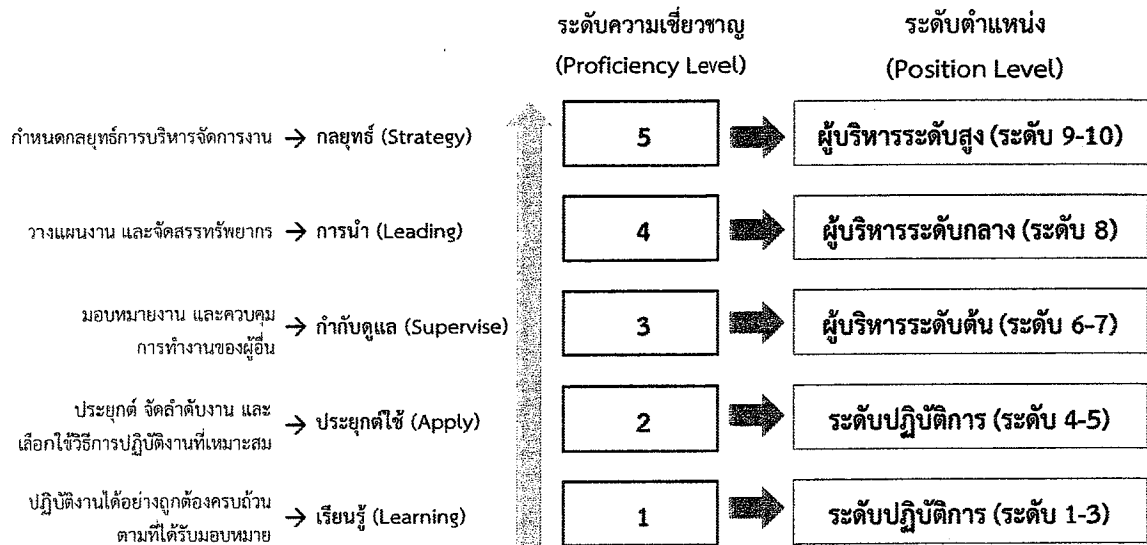 ระดับความเชี่ยวชาญ
(Proficiency Level)
ระดับตำแหน่ง
(Position Level)
กำหนดกลยุทธ์การบริหารจัดการงาน → กลยุทธ์ (Strategy)
5
ผู้บริหารระดับสูง (ระดับ 9-10)
วางแผนงาน และจัดสรรทรัพยากร → การนำ (Leading)
4
ผู้บริหารระดับกลาง (ระดับ 8)
มอบหมายงาน และควบคุม
การทำงานของผู้อื่น
→ กำกับดูแล (Supervise)
3
ผู้บริหารระดับต้น (ระดับ 6-7)
ประยุกต์ จัดลำดับงาน และ
เลือกใช้วิธีการปฏิบัติงานที่เหมาะสม
→ ประยุกต์ใช้ (Apply)
2
ระดับปฏิบัติการ (ระดับ 4-5)
ปฏิบัติงานได้อย่างถูกต้องครบถ้วน
ตามที่ได้รับมอบหมาย
→ เรียนรู้ (Learning)
1
ระดับปฏิบัติการ (ระดับ 1-3)